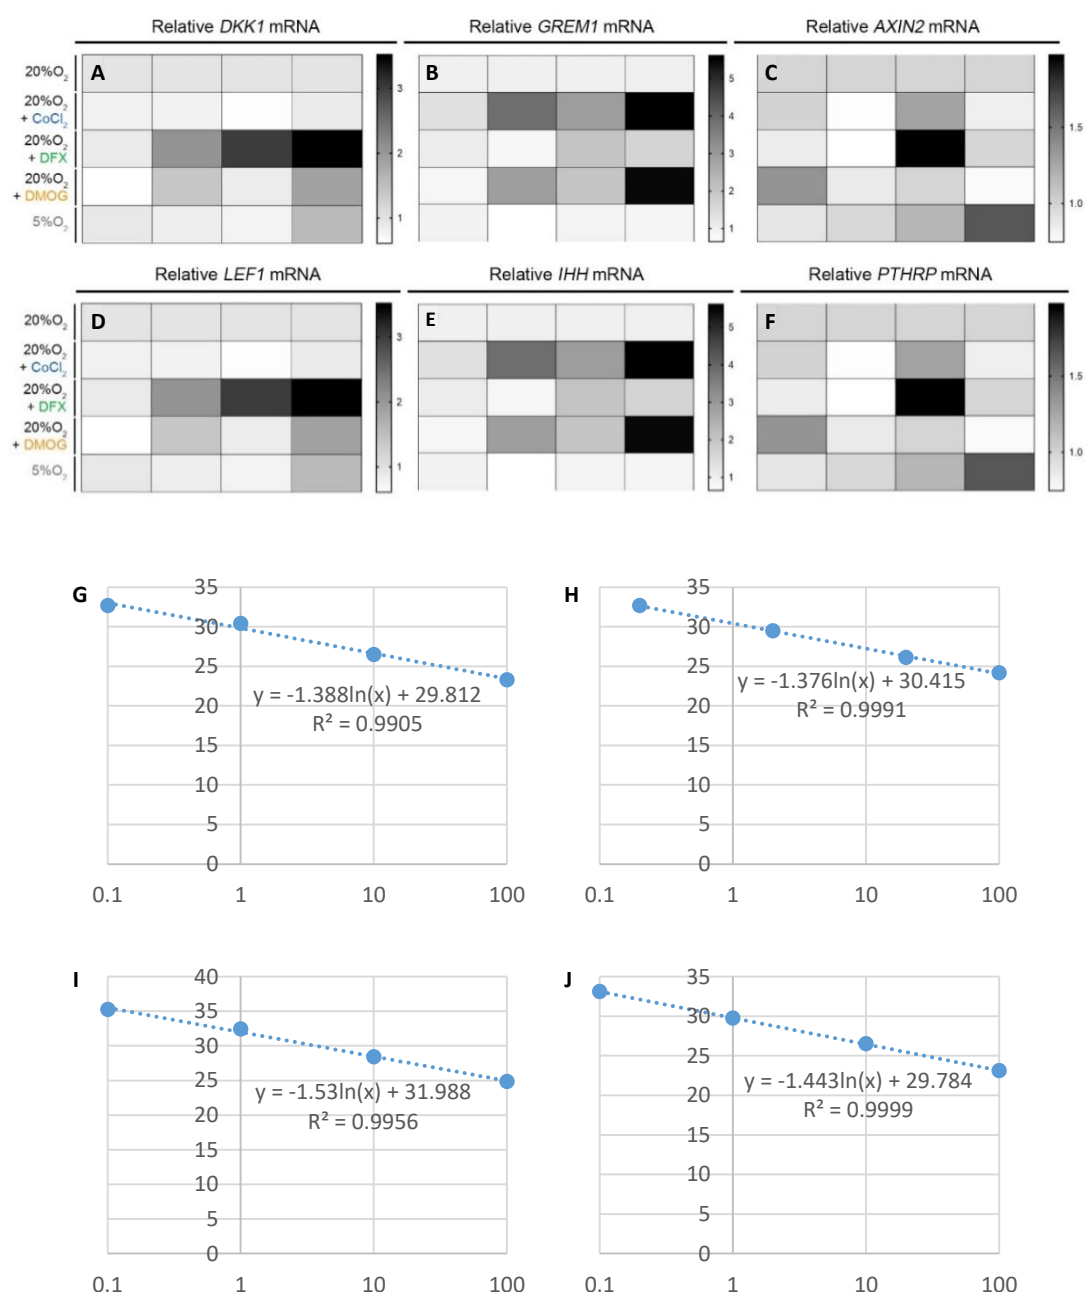 Relative DKK1 mRNA
Relative GREM1 mRNA
Relative AXIN2 mRNA
A
B
C
20%O₂
20%O₂
+ CoCl₂
20%O₂
+ DFX
20%O₂
+ DMOG
5%O₂
3
2
1
5
4
3
2
1
1.5
1.0
Relative LEF1 mRNA
Relative IHH mRNA
Relative PTHRP mRNA
D
E
F
20%O₂
20%O₂
+ CoCl₂
20%O₂
+ DFX
20%O₂
+ DMOG
5%O₂
3
2
1
5
4
3
2
1
1.5
1.0
G
35
30
25
20
15
10
5
0
y = -1.388ln(x) + 29.812
R² = 0.9905
0.1 1 10 100
H
35
30
25
20
15
10
5
0
y = -1.376ln(x) + 30.415
R² = 0.9991
0.1 1 10 100
I
40
35
30
25
20
15
10
5
0
y = -1.53ln(x) + 31.988
R² = 0.9956
0.1 1 10 100
J
35
30
25
20
15
10
5
0
y = -1.443ln(x) + 29.784
R² = 0.9999
0.1 1 10 100